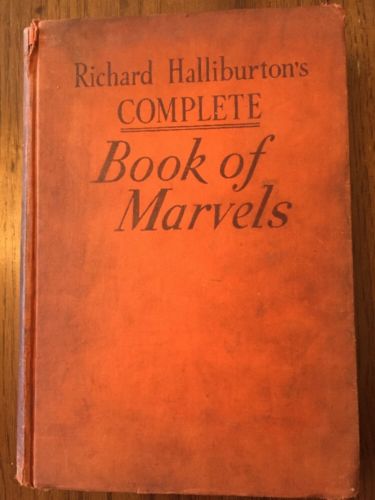 Richard Halliburton's
COMPLETE
Book of
Marvels